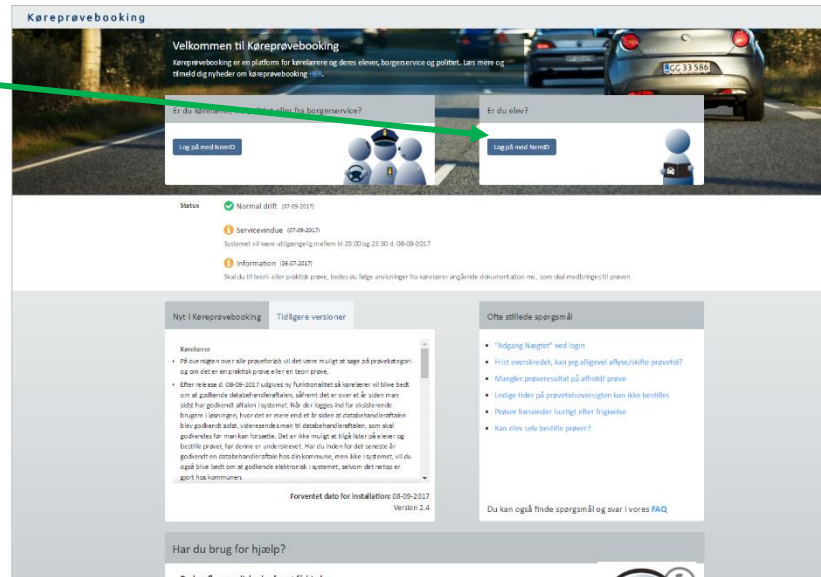 Køreprøvebooking
Velkommen til Køreprøvebooking
Køreprøvebooking er en platform for kørelærere og deres elever, borgerservice og politiet. Læs mere og
tilmeld dig nyheder om køreprøvebooking HER.
GG 33 586
Er du kørelærer, politiet eller fra borgerservice?
Log på med NemID
Er du elev?
Log på med NemID
Status
Normal drift (07-09-2017)
Servicevindue (07-09-2017)
Systemet vil være utilgængelig mellem kl. 23:00 og 23:30 d. 08-09-2017
Information (06-07-2017)
Skal du til teori- eller praktisk prøve, bedes du følge anvisninger fra kørelærer angående dokumentation mv, som skal medbringes til prøven.
Nyt i Køreprøvebooking
Tidligere versioner
Kørelærer
• På oversigten over alle prøveforløb vil det være muligt at søge på prøvekategori
og om det er en praktisk prøve eller en teori prøve.
• Efter release d. 08-09-2017 udgives ny funktionalitet så kørelærer vil blive bedt
om at godkende databehandleraftalen, såfremt det er over et år siden man
sidst har godkendt aftalen i systemet. Når der logges ind for eksisterende
brugere i løsningen, hvor det er mere end et år siden at databehandleraftalen
blev godkendt sidst, videresendes man til databehandleraftalen, som skal
godkendes før man kan forsætte. Det er ikke muligt at tilgå lister på elever og
bestille prøver, før denne er underskrevet. Har du inden for det seneste år
godkendt en databehandleraftale hos din kommune, men ikke i systemet, vil du
også blive bedt om at godkende elektronisk i systemet, selvom det netop er
gjort hos kommunen.
Forventet dato for installation: 08-09-2017
Version 2.4
Ofte stillede spørgsmål
• "Adgang Nægtet" ved login
• Frist overskredet, kan jeg alligevel aflyse/skifte prøvetid?
• Mangler prøveresultat på afholdt prøve
• Ledige tider på prøvetidsoversigten kan ikke bestilles
• Prøver forsvinder hurtigt efter frigivelse
• Kan elev selv bestille prøver?
Du kan også finde spørgsmål og svar i vores FAQ
Har du brug for hjælp?